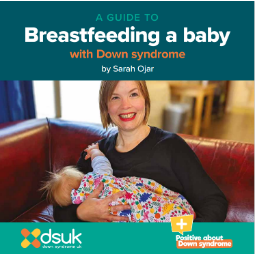 A GUIDE TO
Breastfeeding a baby
with Down syndrome
by Sarah Ojar
dsuk
down syndrome uk
Positive about
Down syndrome